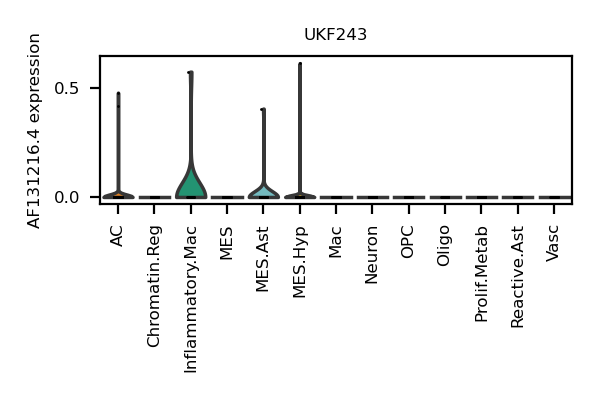 UKF243
AF131216.4 expression
0.5
0.0
AC
Chromatin.Reg
Inflammatory.Mac
MES
MES.Ast
MES.Hyp
Mac
Neuron
OPC
Oligo
Prolif.Metab
Reactive.Ast
Vasc